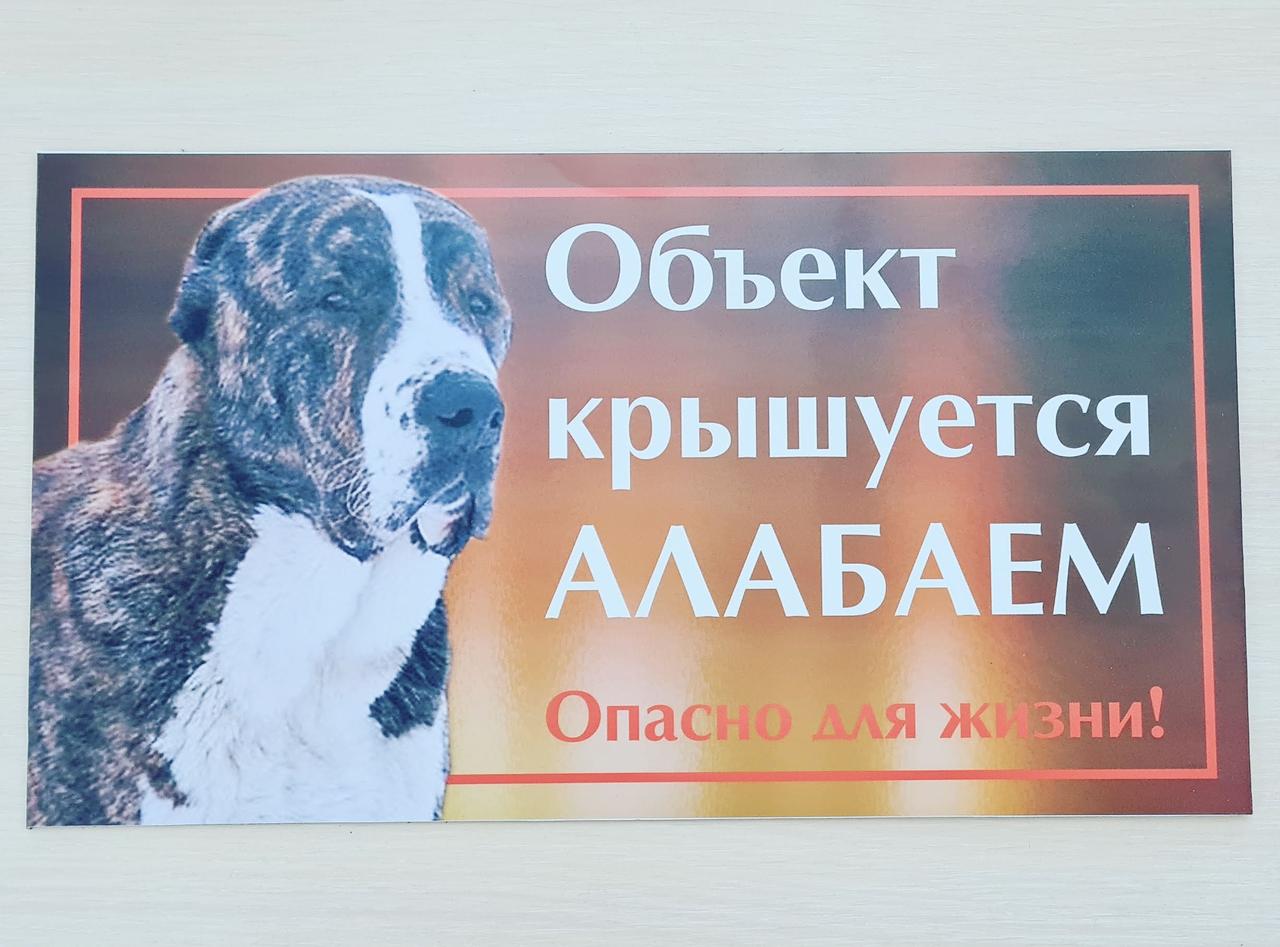 Объект
крышуется
АЛАБАЕМ
Опасно для жизни!